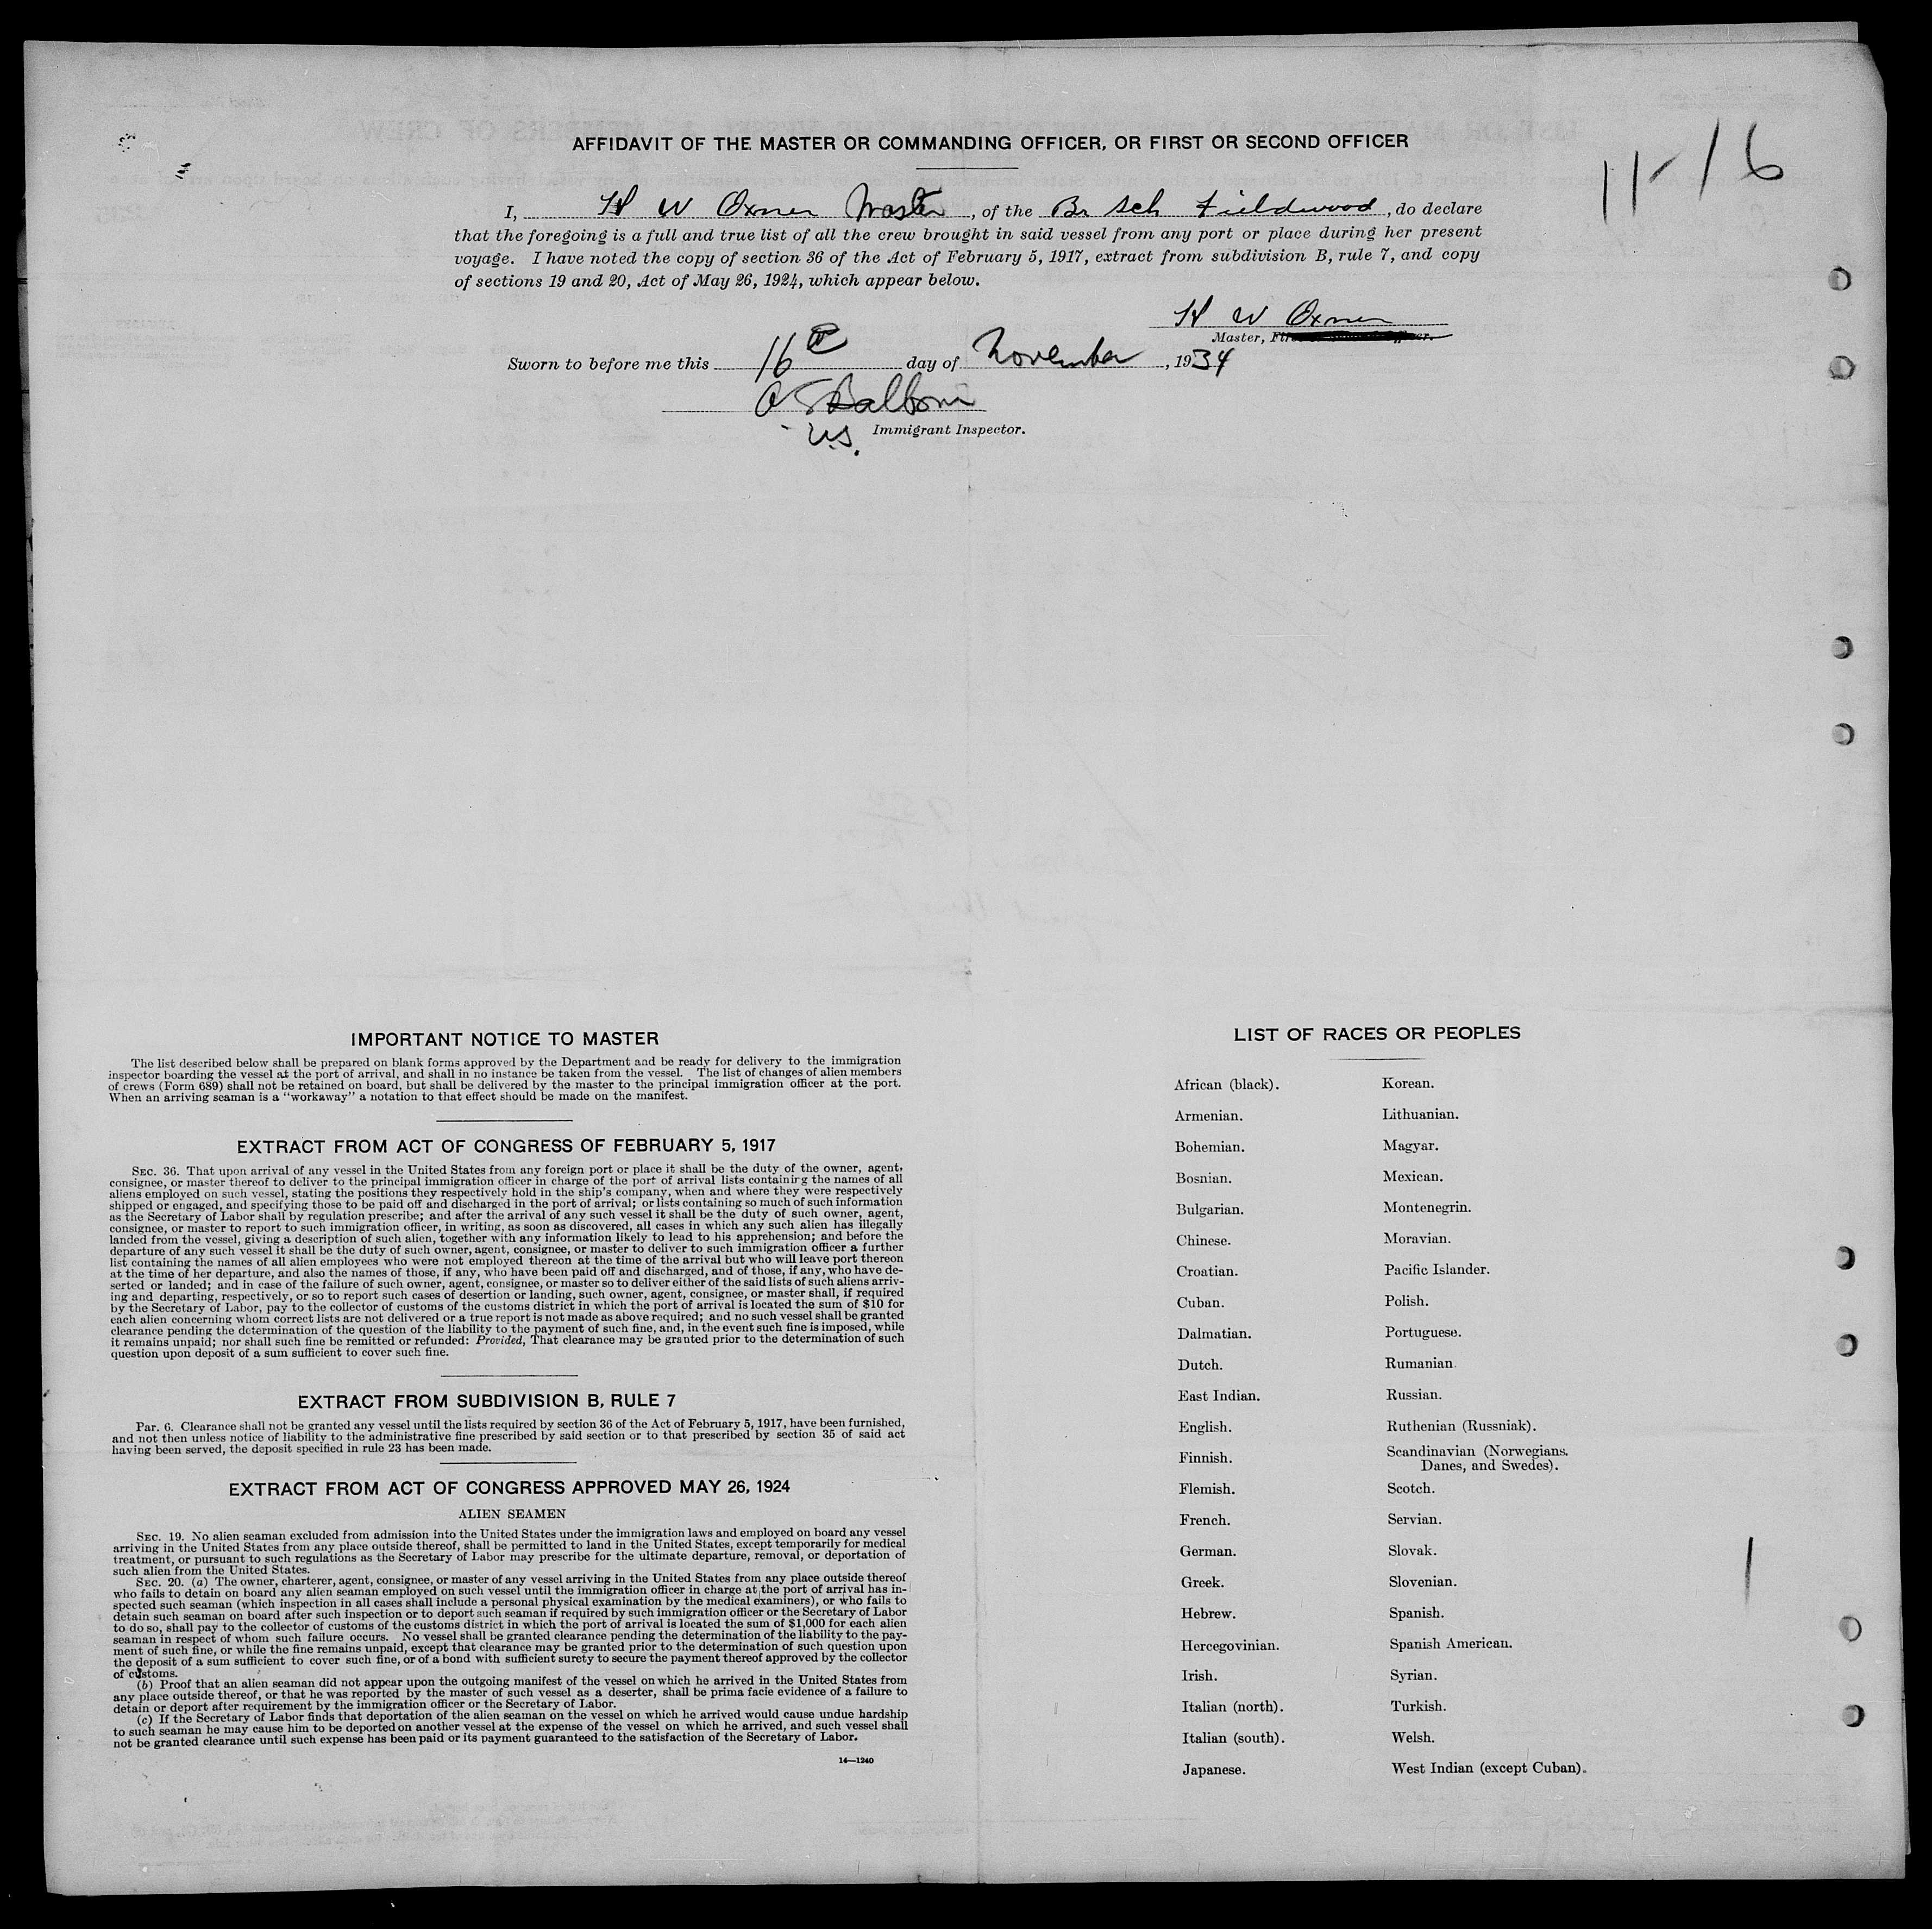 11-16
AFFIDAVIT OF THE MASTER OR COMMANDING OFFICER, OR FIRST OR SECOND OFFICER
I, H W Oxner Master, of the Br Sch Fieldwood, do declare
that the foregoing is a full and true list of all the crew brought in said vessel from any port or place during her present
voyage. I have noted the copy of section 36 of the Act of February 5, 1917, extract from subdivision B, rule 7, and copy
of sections 19 and 20, Act of May 26, 1924, which appear below.
H W Oxner
Master,
Sworn to before me this 16 day of November, 1934
U.S. Immigrant Inspector.
IMPORTANT NOTICE TO MASTER
The list described below shall be prepared on blank forms approved by the Department and be ready for delivery to the immigration
inspector boarding the vessel at the port of arrival, and shall in no instance be taken from the vessel. The list of changes of alien members
of crews (Form 689) shall not be retained on board, but shall be delivered by the master to the principal immigration officer at the port.
When an arriving seaman is a "workaway" a notation to that effect should be made on the manifest.
EXTRACT FROM ACT OF CONGRESS OF FEBRUARY 5, 1917
SEC. 36. That upon arrival of any vessel in the United States from any foreign port or place it shall be the duty of the owner, agent,
consignee, or master thereof to deliver to the principal immigration officer in charge of the port of arrival lists containing the names of all
aliens employed on such vessel, stating the positions they respectively hold in the ship's company, when and where they were respectively
shipped or engaged, and specifying those to be paid off and discharged in the port of arrival; or lists containing so much of such information
as the Secretary of Labor shall by regulation prescribe; and after the arrival of any such vessel it shall be the duty of such owner, agent,
consignee, or master to report to such immigration officer, in writing, as soon as discovered, all cases in which any such alien has illegally
landed from the vessel, giving a description of such alien, together with any information likely to lead to his apprehension; and before the
departure of any such vessel it shall be the duty of such owner, agent, consignee, or master to deliver to such immigration officer a further
list containing the names of all alien employees who were not employed thereon at the time of the arrival but who will leave port thereon
at the time of her departure, and also the names of those, if any, who have been paid off and discharged, and of those, if any, who have de-
serted or landed; and in case of the failure of such owner, agent, consignee, or master so to deliver either of the said lists of such aliens arriv-
ing and departing, respectively, or so to report such cases of desertion or landing, such owner, agent, consignee, or master shall, if required
by the Secretary of Labor, pay to the collector of customs of the customs district in which the port of arrival is located the sum of $10 for
each alien concerning whom correct lists are not delivered or a true report is not made as above required; and no such vessel shall be granted
clearance pending the determination of the question of the liability to the payment of such fine, and, in the event such fine is imposed, while
it remains unpaid; nor shall such fine be remitted or refunded: Provided, That clearance may be granted prior to the determination of such
question upon deposit of a sum sufficient to cover such fine.
EXTRACT FROM SUBDIVISION B, RULE 7
Par. 6. Clearance shall not be granted any vessel until the lists required by section 36 of the Act of February 5, 1917, have been furnished,
and not then unless notice of liability to the administrative fine prescribed by said section or to that prescribed by section 35 of said act
having been served, the deposit specified in rule 23 has been made.
EXTRACT FROM ACT OF CONGRESS APPROVED MAY 26, 1924
ALIEN SEAMEN
SEC. 19. No alien seaman excluded from admission into the United States under the immigration laws and employed on board any vessel
arriving in the United States from any place outside thereof, shall be permitted to land in the United States, except temporarily for medical
treatment, or pursuant to such regulations as the Secretary of Labor may prescribe for the ultimate departure, removal, or deportation of
such alien from the United States.
SEC. 20. (a) The owner, charterer, agent, consignee, or master of any vessel arriving in the United States from any place outside thereof
who fails to detain on board any alien seaman employed on such vessel until the immigration officer in charge at the port of arrival has in-
spected such seaman (which inspection in all cases shall include a personal physical examination by the medical examiners), or who fails to
detain such seaman on board after such inspection or to deport such seaman if required by such immigration officer or the Secretary of Labor
to do so, shall pay to the collector of customs of the customs district in which the port of arrival is located the sum of $1,000 for each alien
seaman in respect of whom such failure occurs. No vessel shall be granted clearance pending the determination of the liability to the pay-
ment of such fine, or while the fine remains unpaid, except that clearance may be granted prior to the determination of such question upon
the deposit of a sum sufficient to cover such fine, or of a bond with sufficient surety to secure the payment thereof approved by the collector
of customs.
(b) Proof that an alien seaman did not appear upon the outgoing manifest of the vessel on which he arrived in the United States from
any place outside thereof, or that he was reported by the master of such vessel as a deserter, shall be prima facie evidence of a failure to
detain or deport after requirement by the immigration officer or the Secretary of Labor.
(c) If the Secretary of Labor finds that deportation of the alien seaman on the vessel on which he arrived would cause undue hardship
to such seaman he may cause him to be deported on another vessel at the expense of the vessel on which he arrived, and such vessel shall
not be granted clearance until such expense has been paid or its payment guaranteed to the satisfaction of the Secretary of Labor.
14—1240
LIST OF RACES OR PEOPLES
African (black).
Armenian.
Bohemian.
Bosnian.
Bulgarian.
Chinese.
Croatian.
Cuban.
Dalmatian.
Dutch.
East Indian.
English.
Finnish.
Flemish.
French.
German.
Greek.
Hebrew.
Hercegovinian.
Irish.
Italian (north).
Italian (south).
Japanese.
Korean.
Lithuanian.
Magyar.
Mexican.
Montenegrin.
Moravian.
Pacific Islander.
Polish.
Portuguese.
Rumanian.
Russian.
Ruthenian (Russniak).
Scandinavian (Norwegians.
Danes, and Swedes).
Scotch.
Servian.
Slovak.
Slovenian.
Spanish.
Spanish American.
Syrian.
Turkish.
Welsh.
West Indian (except Cuban).